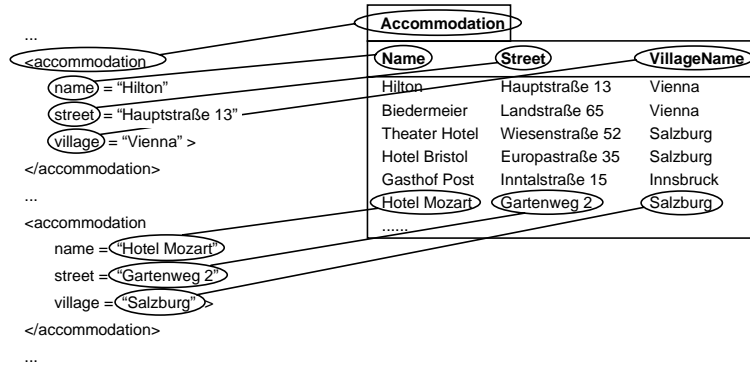 ...
<accommodation
name = “Hilton”
street = “Hauptstraße 13”
village = “Vienna” >
</accommodation>
...
<accommodation
name = “Hotel Mozart”
street = “Gartenweg 2”
village = “Salzburg” >
</accommodation>
...
Accommodation
Name Street VillageName
Hilton Hauptstraße 13 Vienna
Biedermeier Landstraße 65 Vienna
Theater Hotel Wiesenstraße 52 Salzburg
Hotel Bristol Europastraße 35 Salzburg
Gasthof Post Inntalstraße 15 Innsbruck
Hotel Mozart Gartenweg 2 Salzburg
......